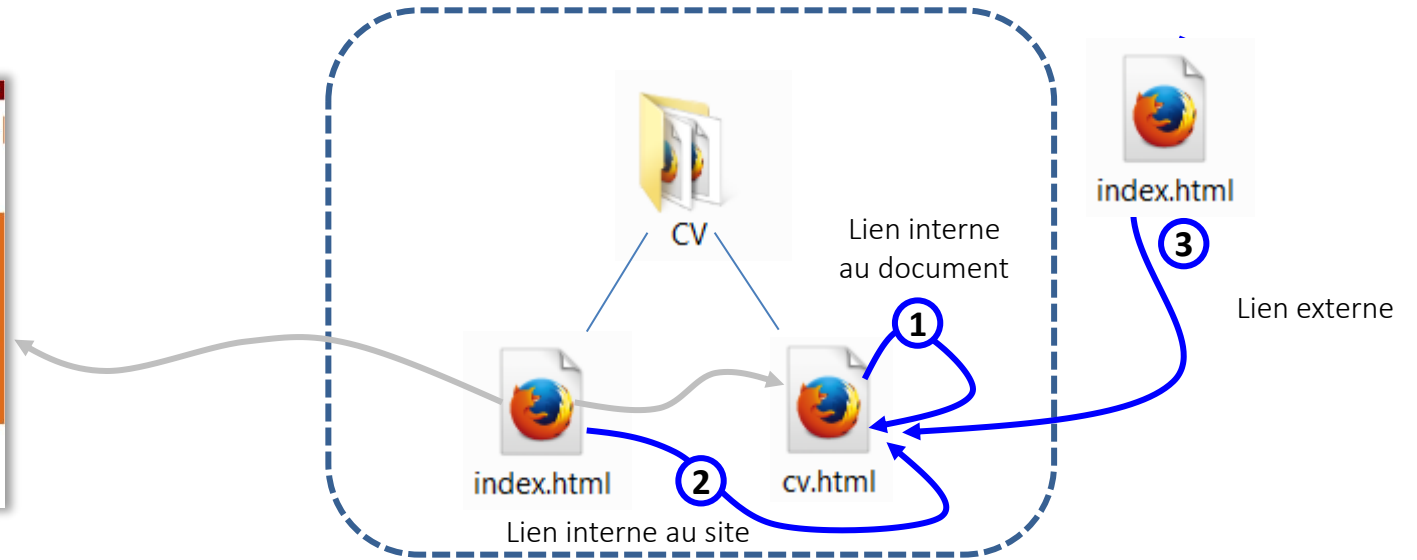 index.html
3
CV
Lien interne
au document
Lien externe
1
index.html
2
cv.html
Lien interne au site